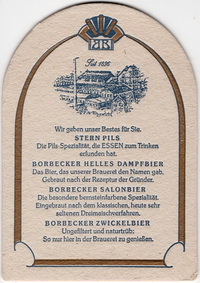 Seit 1896
Wir geben unser Bestes für Sie.
STERN PILS
Die Pils-Spezialität, die ESSEN zum Trinken
erfunden hat.
BORBECKER HELLES DAMPFBIER
Das Bier, das unserer Brauerei den Namen gab.
Gebraut nach der Rezeptur der Gründer.
BORBECKER SALONBIER
Die besondere bernsteinfarbene Spezialität.
Eingebraut nach dem klassischen, heute sehr
seltenen Dreimaischverfahren.
BORBECKER ZWICKELBIER
Ungefiltert und naturtrüb:
So nur hier in der Brauerei zu genießen.